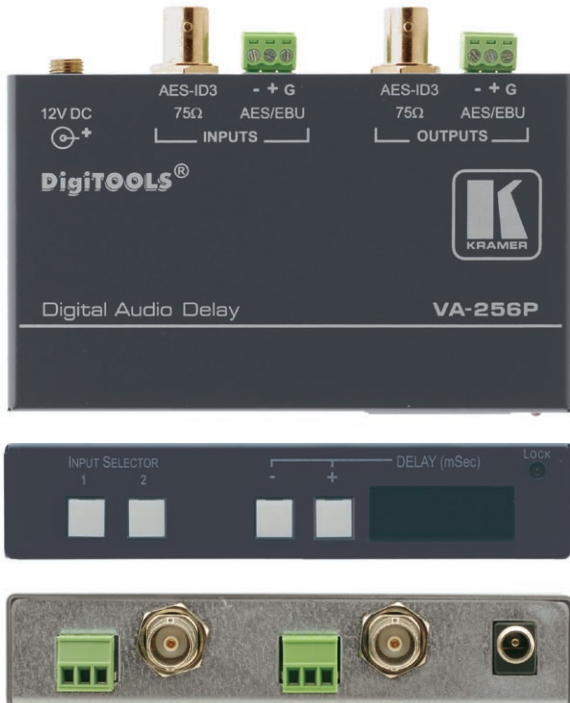 AES-ID3 - + G AES-ID3 - + G
12V DC 75Ω AES/EBU 75Ω AES/EBU
+ INPUTS OUTPUTS
DigiTOOLS®
K
KRAMER
Digital Audio Delay VA-256P
INPUT SELECTOR DELAY (mSec) LOCK
1 2 - +